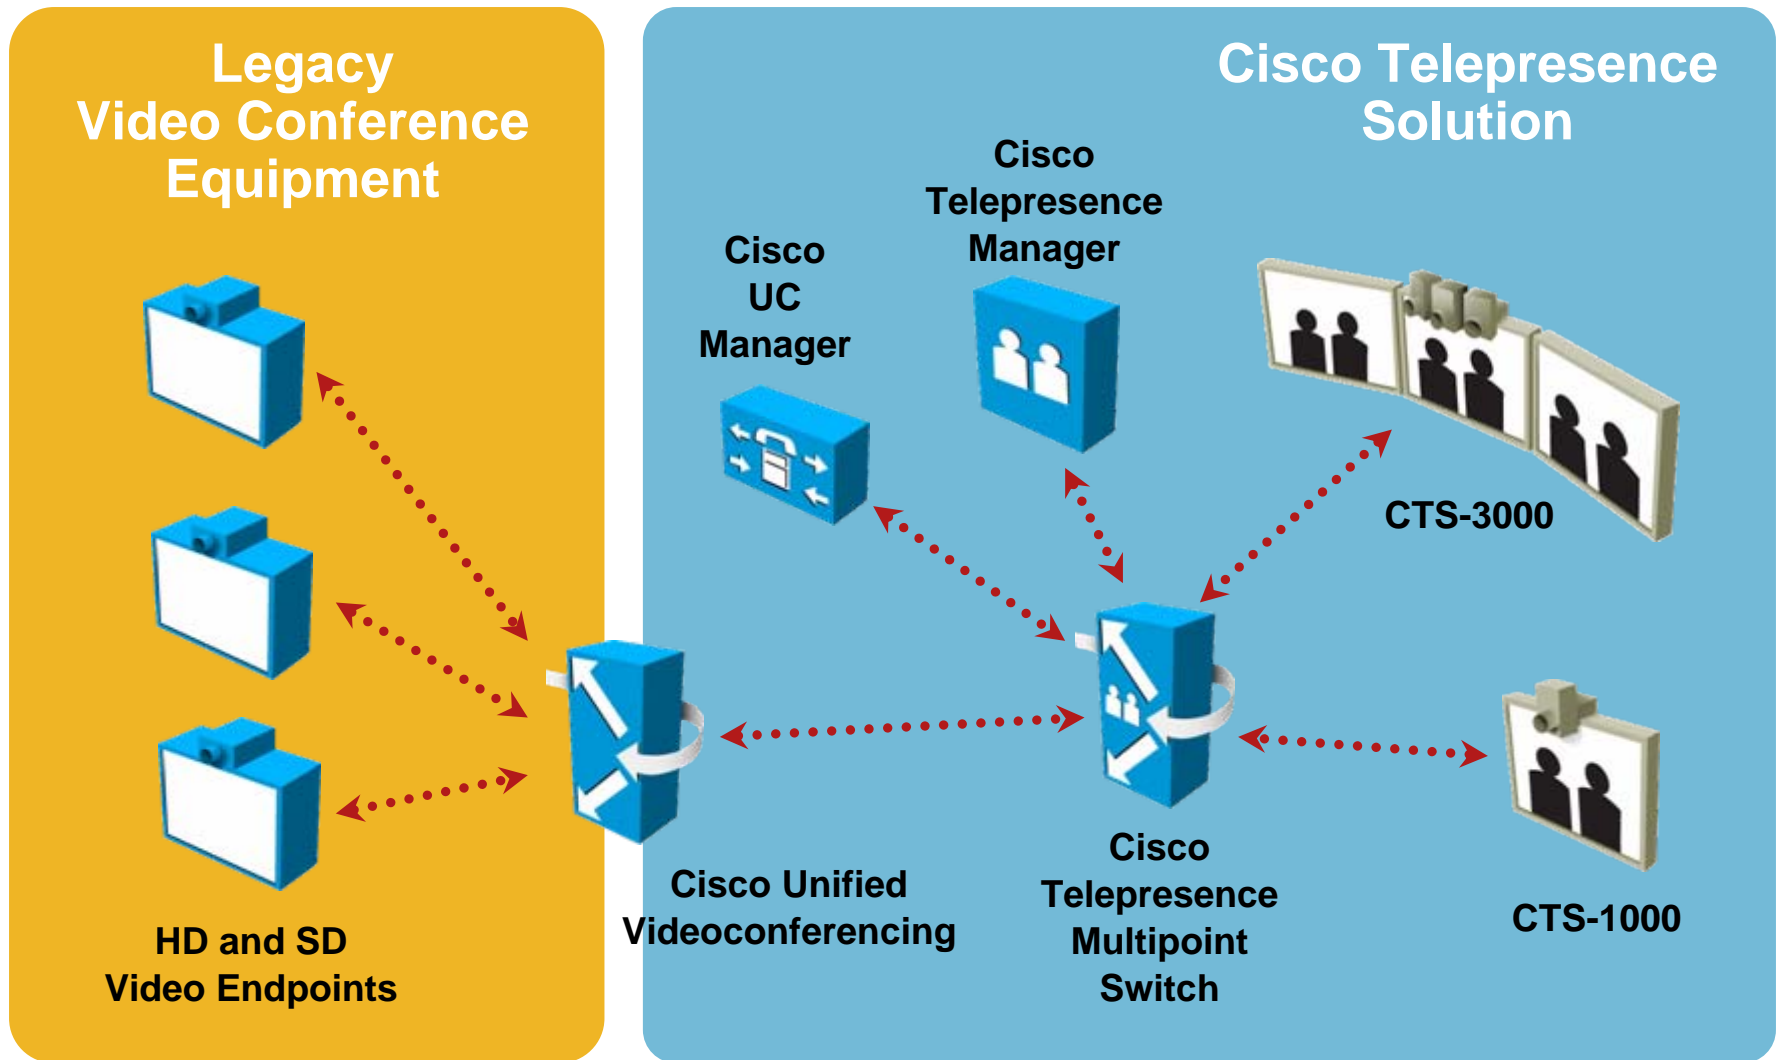 Legacy
Video Conference
Equipment
HD and SD
Video Endpoints
Cisco Telepresence
Solution
Cisco
Telepresence
Manager
Cisco
UC
Manager
CTS-3000
Cisco Unified
Videoconferencing
Cisco
Telepresence
Multipoint
Switch
CTS-1000